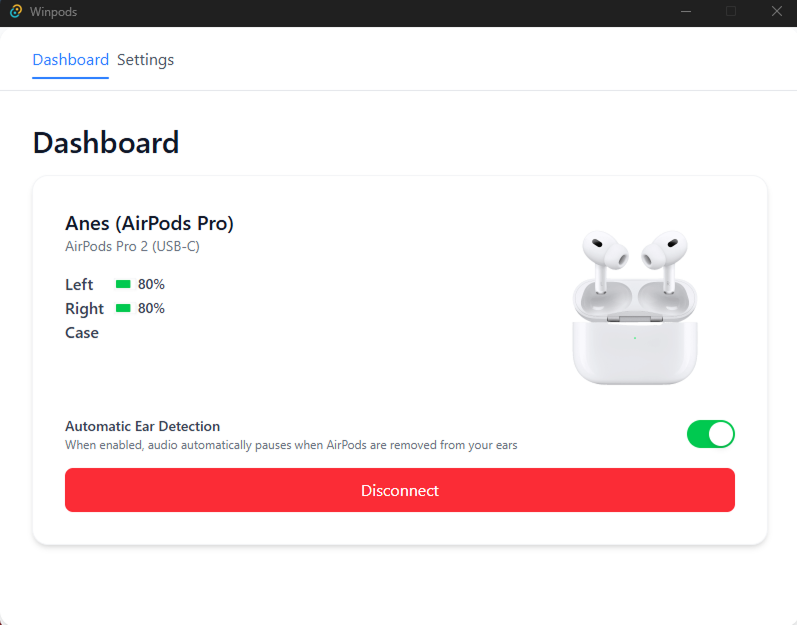 Winpods
Dashboard Settings
Dashboard
Anes (AirPods Pro)
AirPods Pro 2 (USB-C)
Left 80%
Right 80%
Case
Automatic Ear Detection
When enabled, audio automatically pauses when AirPods are removed from your ears
Disconnect